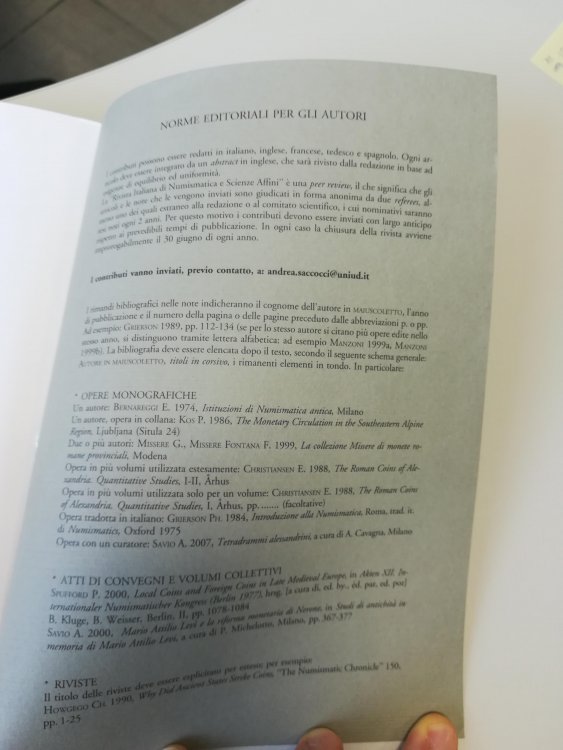 NORME EDITORIALI PER GLI AUTORI
I contributi possono essere redatti in italiano, inglese, francese, tedesco e spagnolo. Ogni ar-
ticolo deve essere integrato da un abstract in inglese, che sarà rivisto dalla redazione in base ad
esigenze di equilibrio ed uniformità.
La "Rivista Italiana di Numismatica e Scienze Affini" è una peer review, il che significa che gli
articoli e le note che le vengono inviati sono giudicati in forma anonima da due referees, al-
meno uno dei quali estraneo alla redazione o al comitato scientifico, i cui nominativi saranno
resi noti ogni 2 anni. Per questo motivo i contributi devono essere inviati con largo anticipo
rispetto ai prevedibili tempi di pubblicazione. In ogni caso la chiusura della rivista avviene
improrogabilmente il 30 giugno di ogni anno.
I contributi vanno inviati, previo contatto, a: andrea.saccocci@uniud.it
I rimandi bibliografici nelle note indicheranno il cognome dell'autore in MAIUSCOLETTO, l'anno
di pubblicazione e il numero della pagina o delle pagine preceduto dalle abbreviazioni p. o pp.
Ad esempio: GRIERSON 1989, pp. 112-134 (se per lo stesso autore si citano più opere edite nello
stesso anno, si distinguono tramite lettera alfabetica: ad esempio MANZONI 1999a, MANZONI
1999b). La bibliografia deve essere elencata dopo il testo, secondo il seguente schema generale:
AUTORE IN MAIUSCOLETTO, titoli in corsivo, i rimanenti elementi in tondo. In particolare:
* OPERE MONOGRAFICHE
Un autore: BERNAREGGI E. 1974, Istituzioni di Numismatica antica, Milano
Un autore, opera in collana: KOS P. 1986, The Monetary Circulation in the Southeastern Alpine
Region, Ljubljana (Situla 24)
Due o più autori: MISSERE G., MISSERE FONTANA F. 1999, La collezione Misere di monete ro-
mane provinciali, Modena
Opera in più volumi utilizzata estesamente: CHRISTIANSEN E. 1988, The Roman Coins of Ale-
xandria. Quantitative Studies, I-II, Århus
Opera in più volumi utilizzata solo per un volume: CHRISTIANSEN E. 1988, The Roman Coins
of Alexandria. Quantitative Studies, I, Århus, pp....... (facoltative)
Opera tradotta in italiano: GRIERSON PH. 1984, Introduzione alla Numismatica, Roma, trad. it.
di Numismatics, Oxford 1975
Opera con un curatore: SAVIO A. 2007, Tetradrammi alessandrini, a cura di A. Cavagna, Milano
* ATTI DI CONVEGNI E VOLUMI COLLETTIVI
SPUFFORD P. 2000, Local Coins and Foreign Coins in Late Medieval Europe, in Akten XII. In-
ternationaler Numismatischer Kongress (Berlin 1977), hrsg. [a cura di, ed. by., éd. par, ed. por]
B. Kluge, B. Weisser, Berlin, II, pp. 1078-1084
SAVIO A. 2000, Mario Attilio Levi e la riforma monetaria di Nerone, in Studi di antichità in
memoria di Mario Attilio Levi, a cura di P. Michelotto, Milano, pp. 367-377
* RIVISTE
Il titolo delle riviste deve essere esplicitato per esteso; per esempio:
HOWGEGO CH. 1990, Why Did Ancient States Strike Coins, "The Numismatic Chronicle" 150,
pp. 1-25